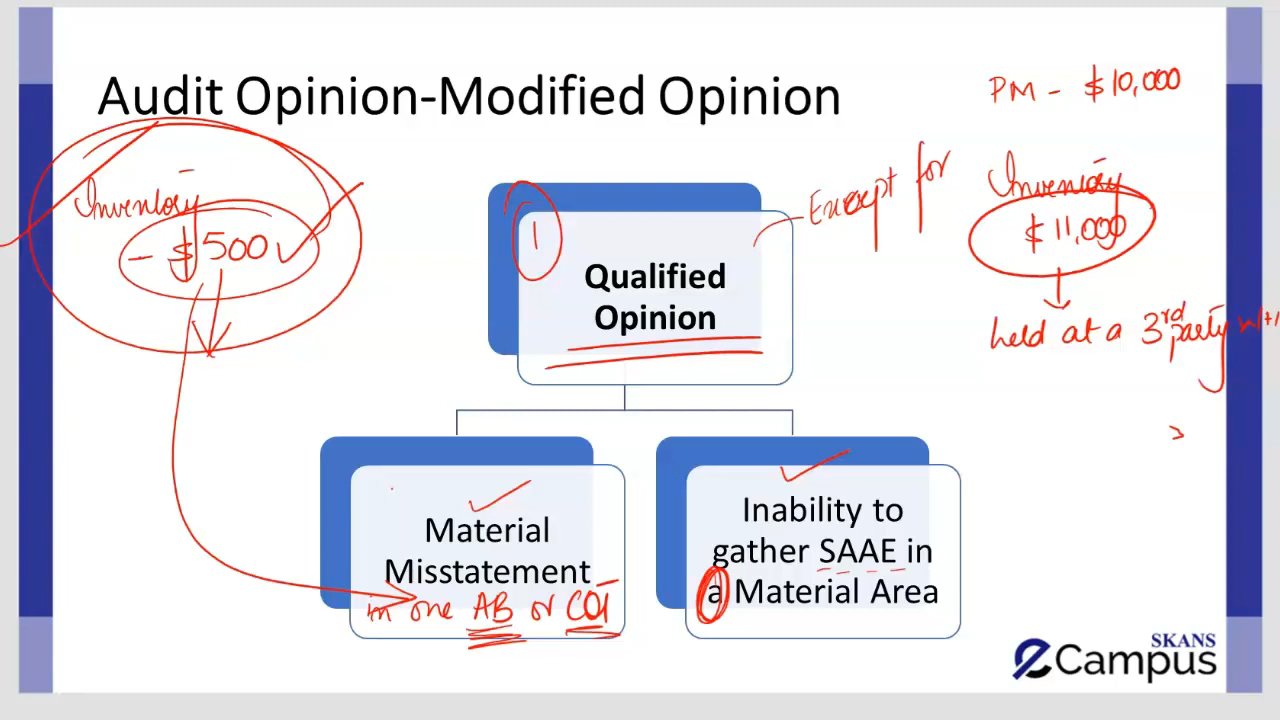 Audit Opinion-Modified Opinion
PM - $10,000
Inventory
- $500
1
Qualified
Opinion
Except for
Inventory
$11,000
held at a 3rd party
Material
Misstatement
in one AB or COT
Inability to
gather SAAE in
a Material Area
SKANS
eCampus